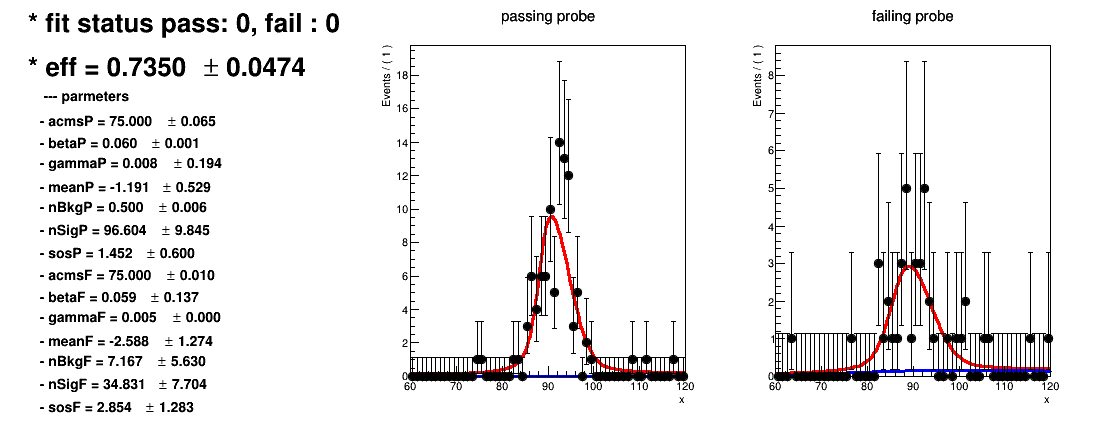 * fit status pass: 0, fail : 0
* eff = 0.7350 ± 0.0474
--- parmeters
- acmsP = 75.000 ± 0.065
- betaP = 0.060 ± 0.001
- gammaP = 0.008 ± 0.194
- meanP = -1.191 ± 0.529
- nBkgP = 0.500 ± 0.006
- nSigP = 96.604 ± 9.845
- sosP = 1.452 ± 0.600
- acmsF = 75.000 ± 0.010
- betaF = 0.059 ± 0.137
- gammaF = 0.005 ± 0.000
- meanF = -2.588 ± 1.274
- nBkgF = 7.167 ± 5.630
- nSigF = 34.831 ± 7.704
- sosF = 2.854 ± 1.283
passing probe
Events / ( 1 )
18
16
14
12
10
8
6
4
2
0
60 70 80 90 100 110 120
x
failing probe
Events / ( 1 )
8
7
6
5
4
3
2
1
0
60 70 80 90 100 110 120
x